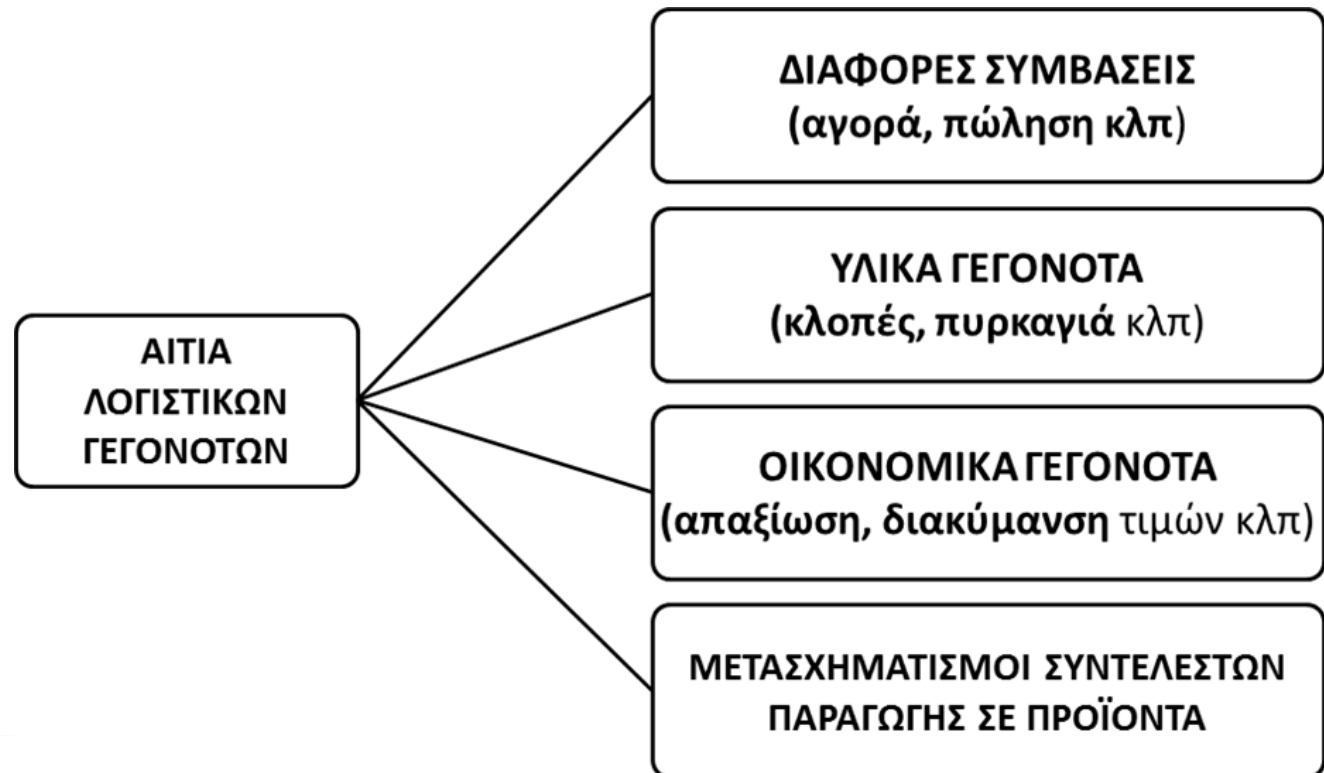 ΑΙΤΙΑ
ΛΟΓΙΣΤΙΚΩΝ
ΓΕΓΟΝΟΤΩΝ
ΔΙΑΦΟΡΕΣ ΣΥΜΒΑΣΕΙΣ
(αγορά, πώληση κλπ)
ΥΛΙΚΑ ΓΕΓΟΝΟΤΑ
(κλοπές, πυρκαγιά κλπ)
ΟΙΚΟΝΟΜΙΚΑ ΓΕΓΟΝΟΤΑ
(απαξίωση, διακύμανση τιμών κλπ)
ΜΕΤΑΣΧΗΜΑΤΙΣΜΟΙ ΣΥΝΤΕΛΕΣΤΩΝ
ΠΑΡΑΓΩΓΗΣ ΣΕ ΠΡΟΪΟΝΤΑ